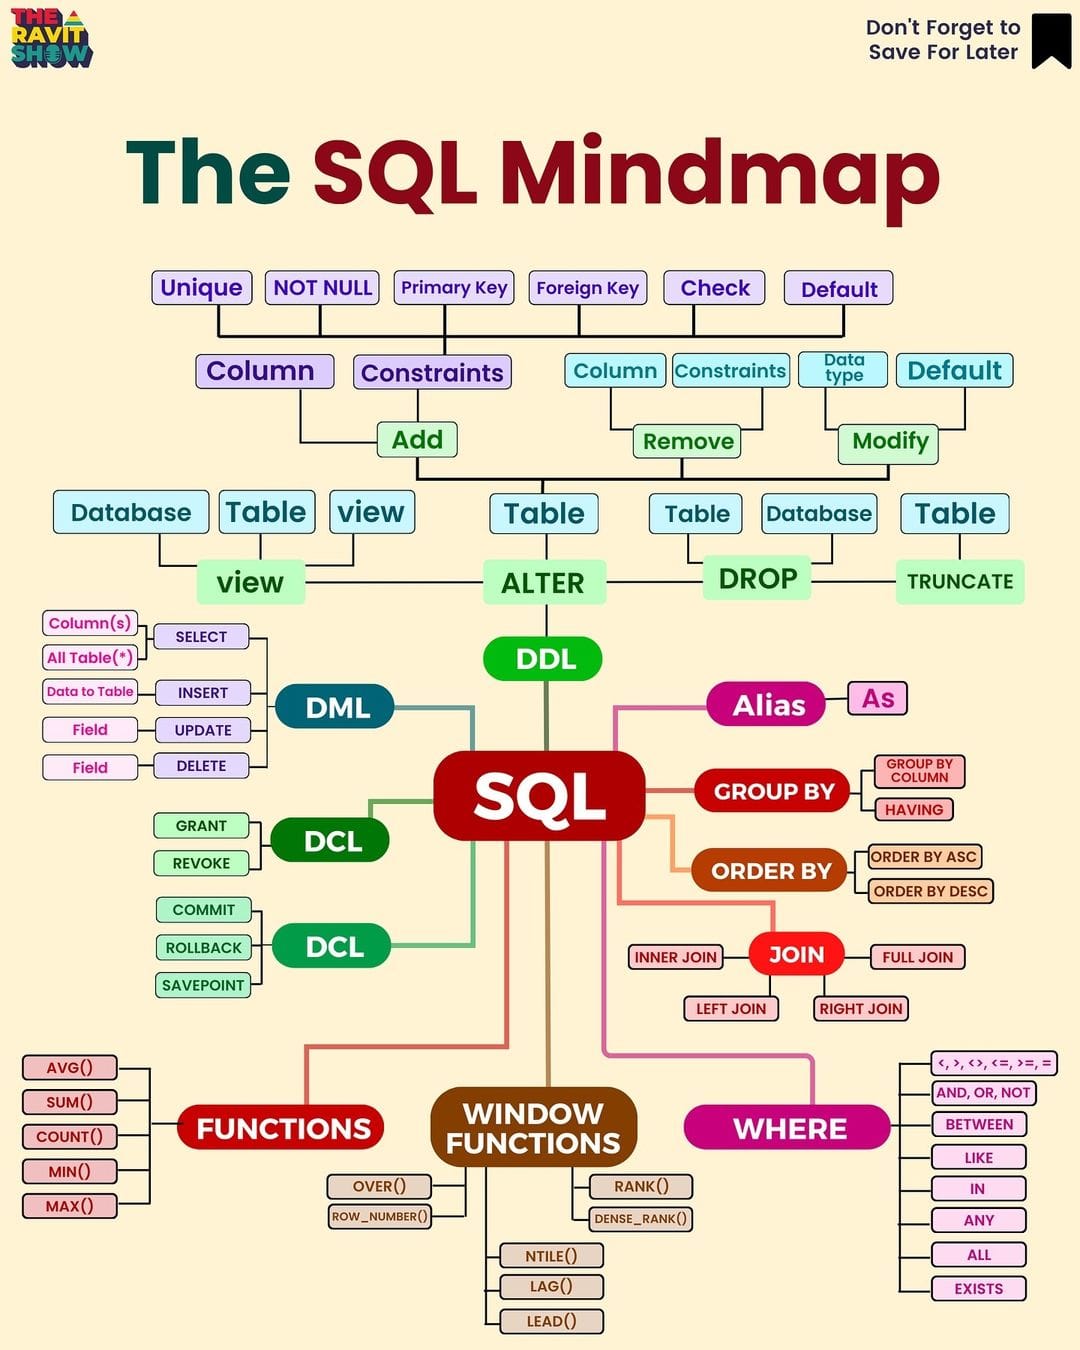 THE
RAVIT
SHOW
Don't Forget to
Save For Later
The SQL Mindmap
Unique
NOT NULL
Primary Key
Foreign Key
Check
Default
Column
Constraints
Column
Constraints
Data
type
Default
Add
Remove
Modify
Database
Table
view
Table
Table
Database
Table
view
ALTER
DROP
TRUNCATE
DDL
Column(s)
All Table(*)
SELECT
Data to Table
INSERT
Field
UPDATE
Field
DELETE
DML
Alias
As
SQL
GROUP BY
GROUP BY
COLUMN
HAVING
GRANT
REVOKE
DCL
ORDER BY
ORDER BY ASC
ORDER BY DESC
COMMIT
ROLLBACK
SAVEPOINT
DCL
JOIN
INNER JOIN
FULL JOIN
LEFT JOIN
RIGHT JOIN
AVG()
SUM()
COUNT()
MIN()
MAX()
FUNCTIONS
WINDOW
FUNCTIONS
OVER()
ROW_NUMBER()
RANK()
DENSE_RANK()
NTILE()
LAG()
LEAD()
WHERE
<, >, <>, <=, >=, =
AND, OR, NOT
BETWEEN
LIKE
IN
ANY
ALL
EXISTS